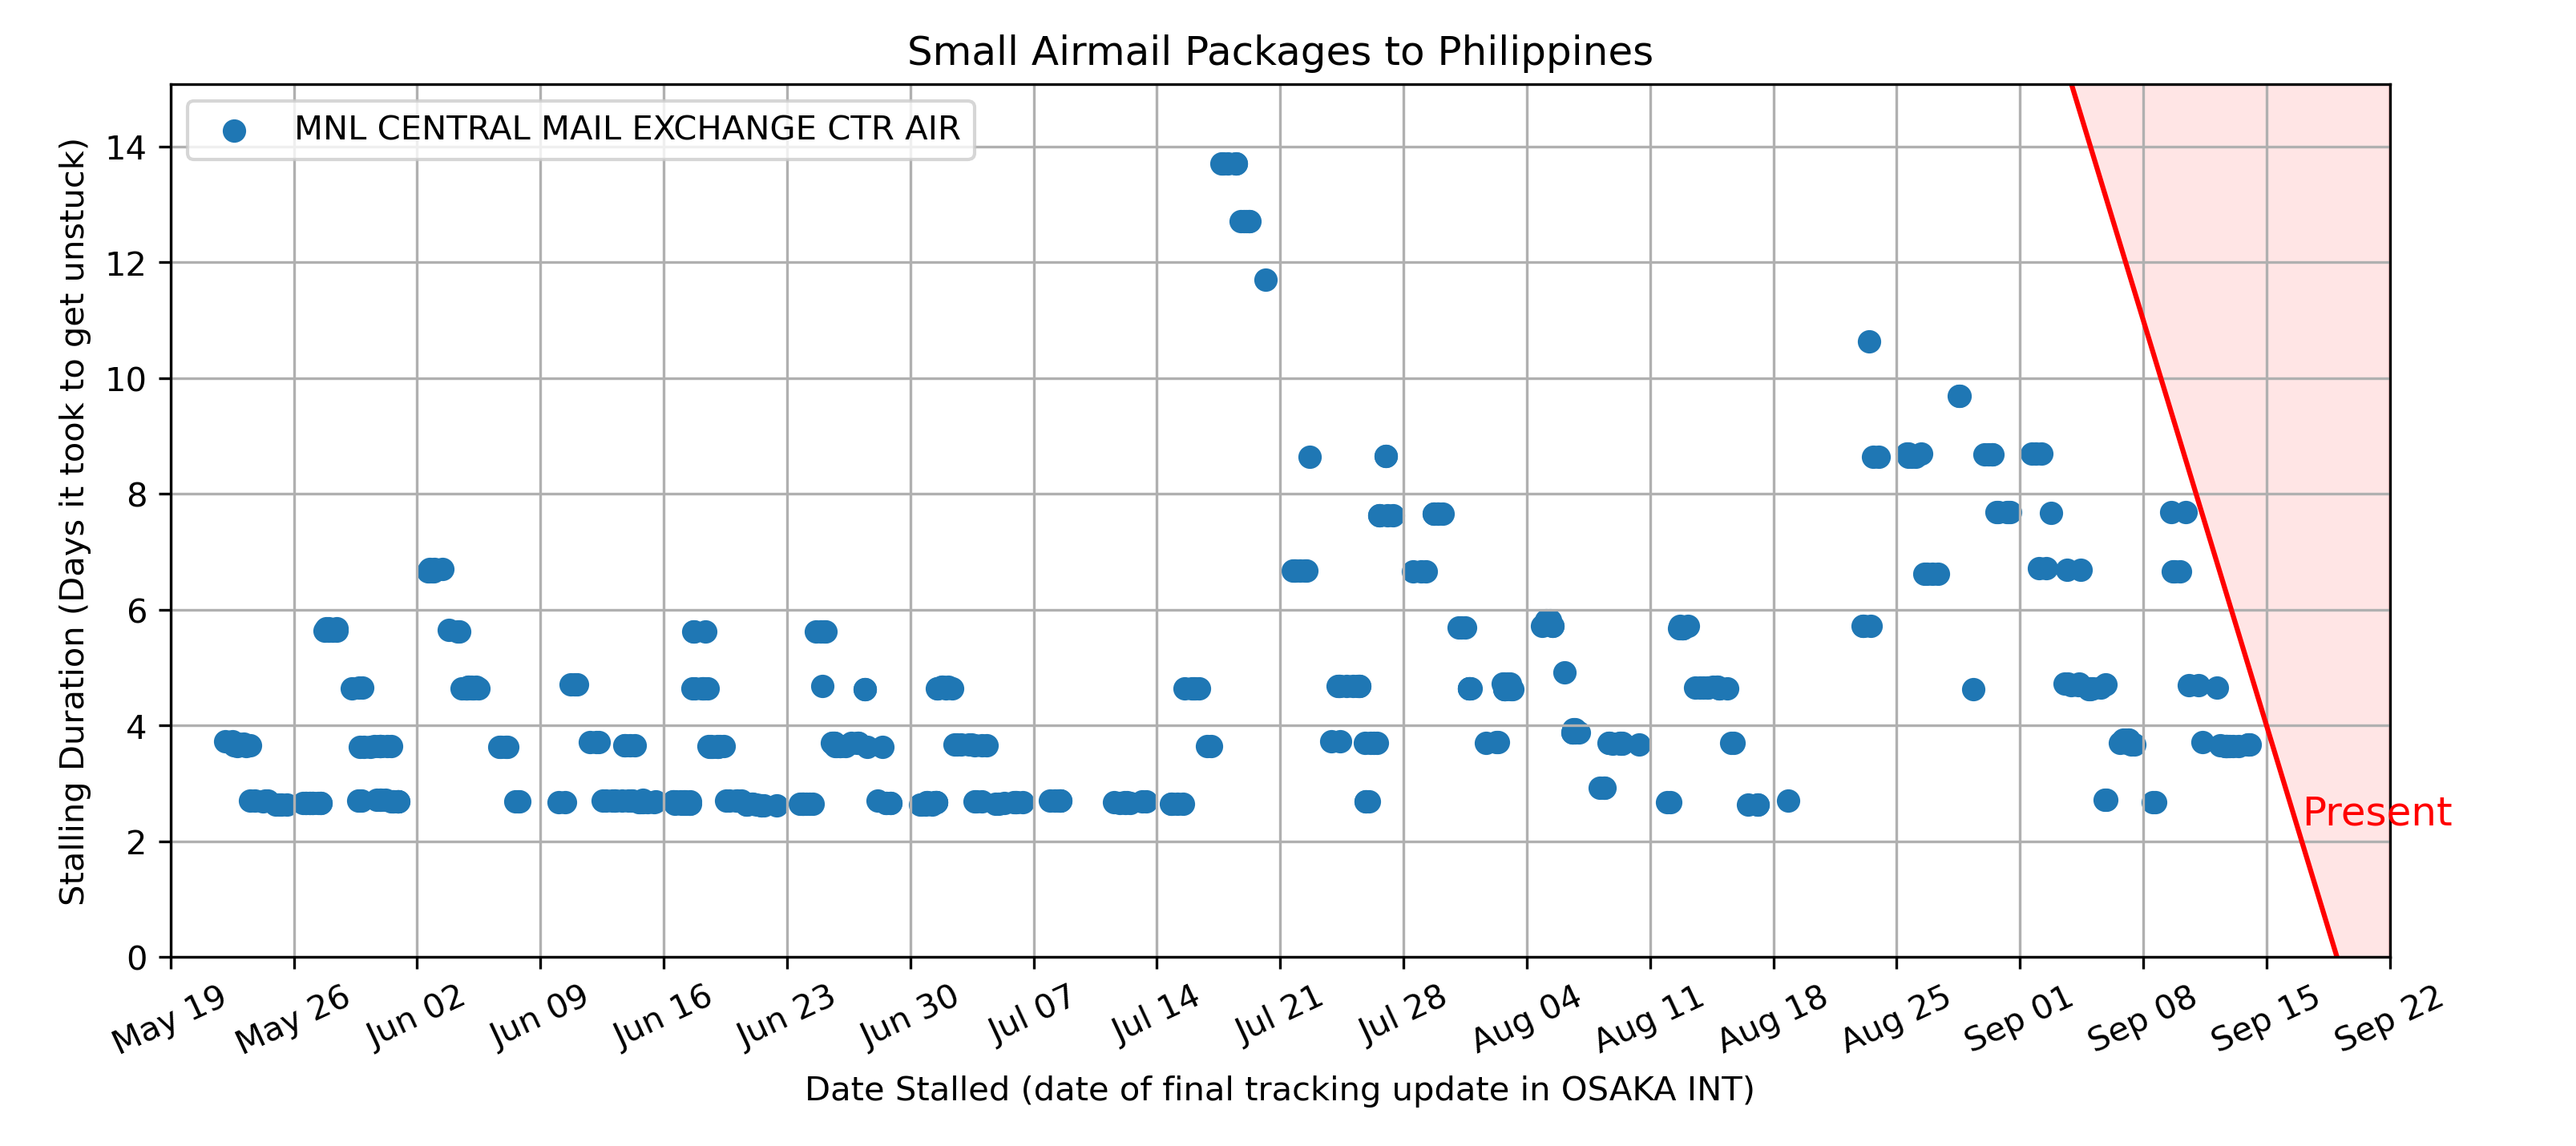 Small Airmail Packages to Philippines
MNL CENTRAL MAIL EXCHANGE CTR AIR
Stalling Duration (Days it took to get unstuck)
14
12
10
8
6
4
2
0
Present
May 19
May 26
Jun 02
Jun 09
Jun 16
Jun 23
Jun 30
Jul 07
Jul 14
Jul 21
Jul 28
Aug 04
Aug 11
Aug 18
Aug 25
Sep 01
Sep 08
Sep 15
Sep 22
Date Stalled (date of final tracking update in OSAKA INT)